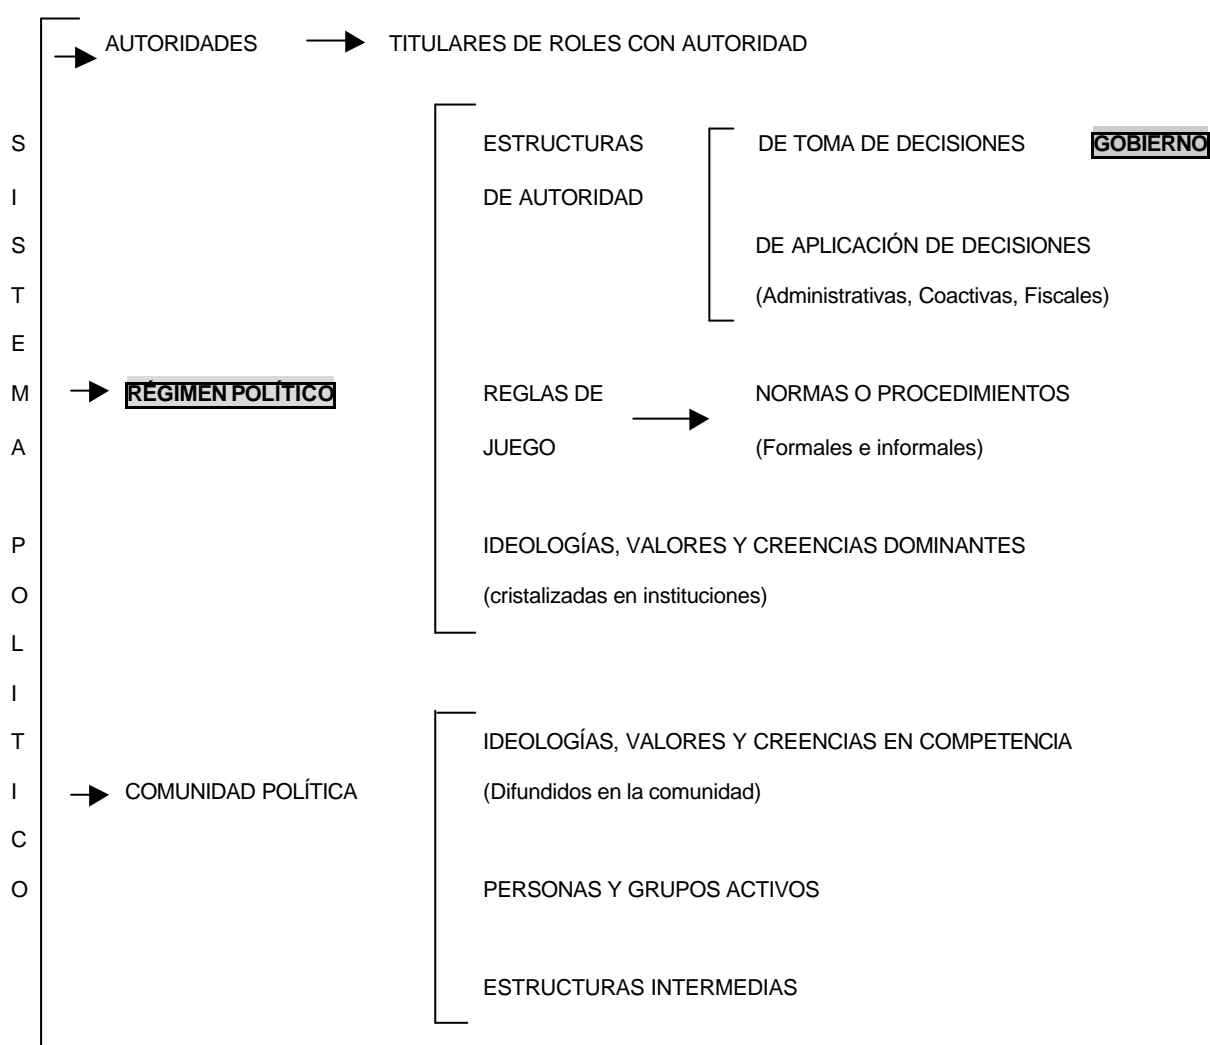 SISTEMA POLITICO
AUTORIDADES TITULARES DE ROLES CON AUTORIDAD
ESTRUCTURAS DE TOMA DE DECISIONES GOBIERNO
DE AUTORIDAD
DE APLICACIÓN DE DECISIONES
(Administrativas, Coactivas, Fiscales)
RÉGIMEN POLÍTICO REGLAS DE NORMAS O PROCEDIMIENTOS
JUEGO (Formales e informales)
IDEOLOGÍAS, VALORES Y CREENCIAS DOMINANTES
(cristalizadas en instituciones)
IDEOLOGÍAS, VALORES Y CREENCIAS EN COMPETENCIA
COMUNIDAD POLÍTICA (Difundidos en la comunidad)
PERSONAS Y GRUPOS ACTIVOS
ESTRUCTURAS INTERMEDIAS